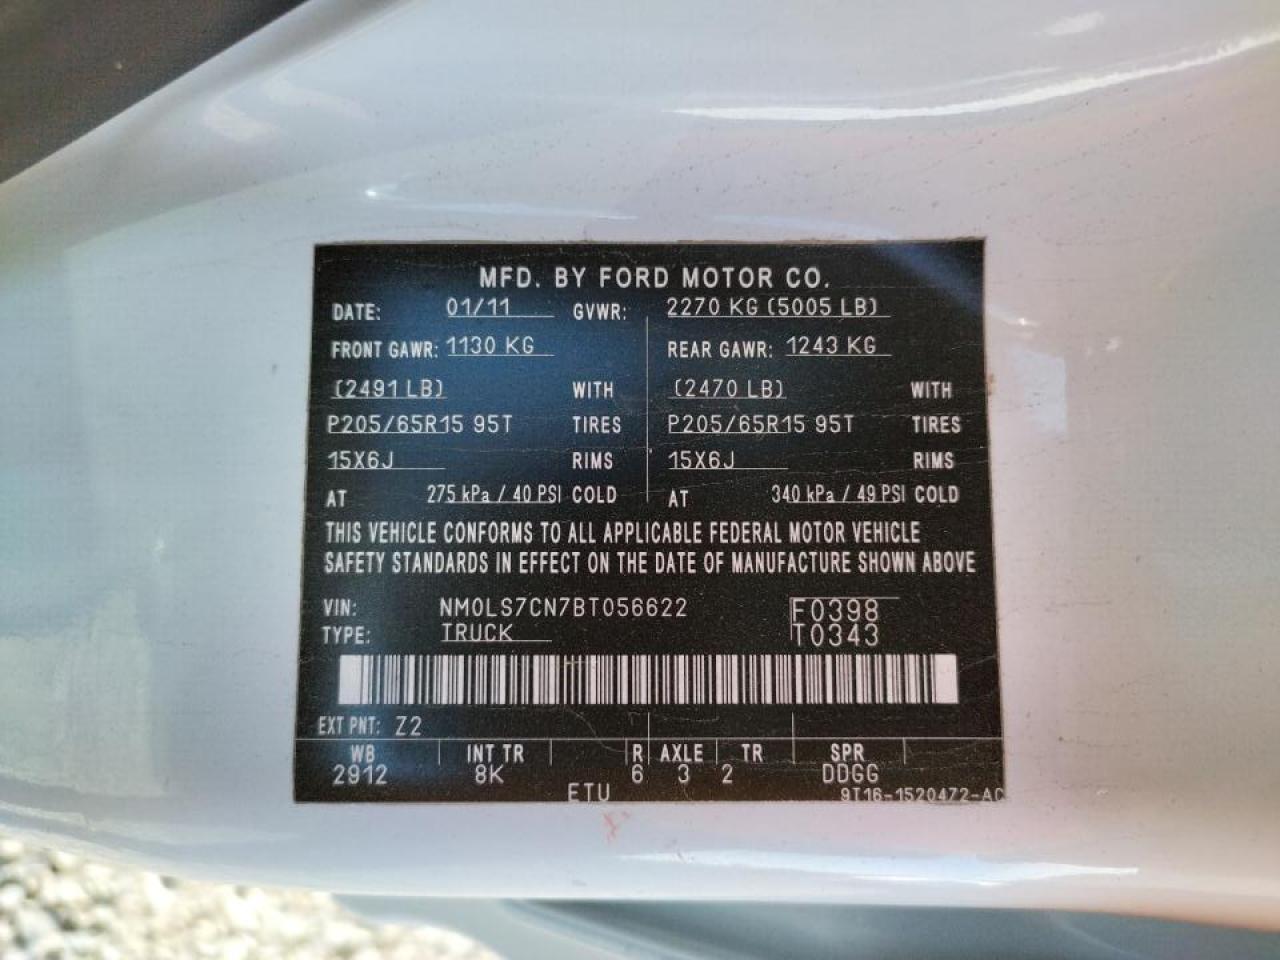 MFD. BY FORD MOTOR CO.
DATE: 01/11 GVWR: 2270 KG (5005 LB)
FRONT GAWR: 1130 KG REAR GAWR: 1243 KG
(2491 LB) WITH (2470 LB) WITH
P205/65R15 95T TIRES P205/65R15 95T TIRES
15X6J RIMS 15X6J RIMS
AT 275 kPa / 40 PSI COLD AT 340 kPa / 49 PSI COLD
THIS VEHICLE CONFORMS TO ALL APPLICABLE FEDERAL MOTOR VEHICLE
SAFETY STANDARDS IN EFFECT ON THE DATE OF MANUFACTURE SHOWN ABOVE
VIN: NM0LS7CN7BT056622 F0398
TYPE: TRUCK T0343
EXT PNT: Z2
WB INT TR R AXLE TR SPR
2912 8K 6 3 2 DDGG
ETU 9T16-1520472-AC